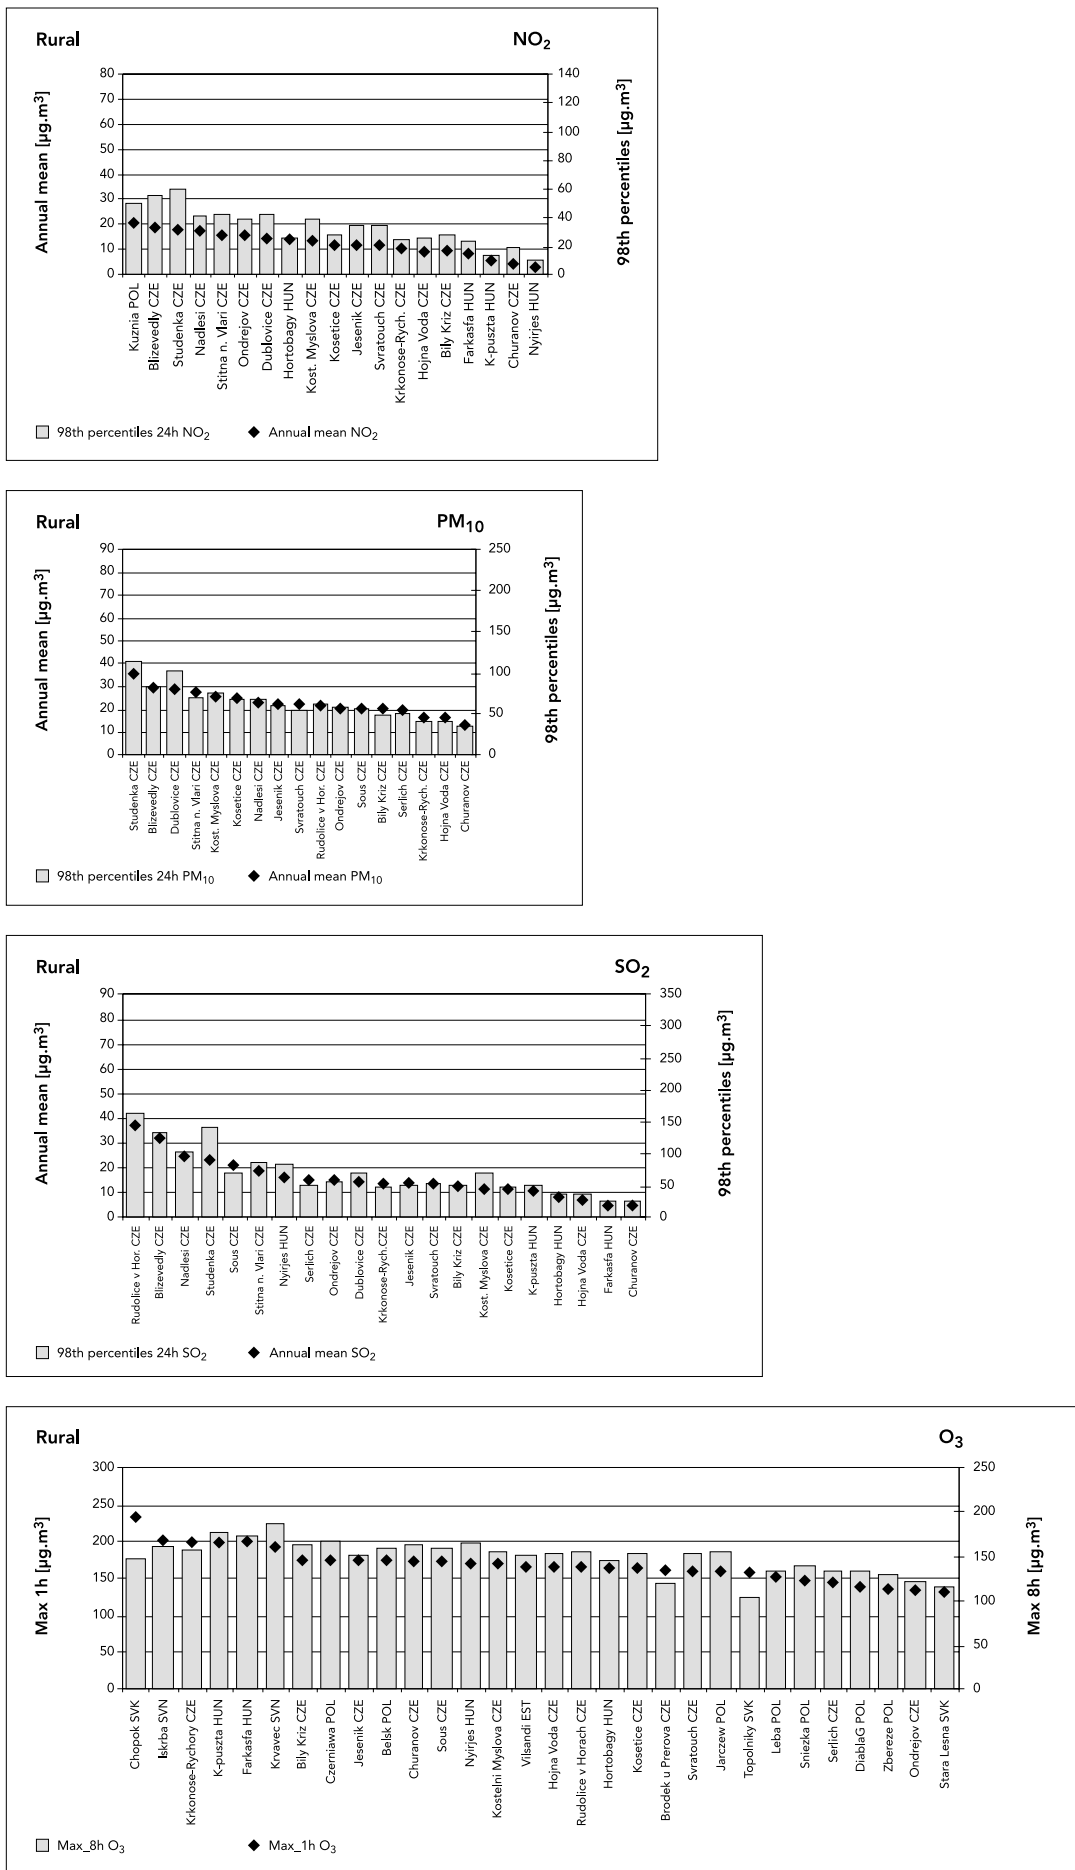 Rural NO2
Annual mean [µg.m3] 98th percentiles [µg.m3]
80 140
70 120
60 100
50 80
40 60
30 40
20 20
10 0
0
Kuznia POL
Blizevedly CZE
Studenka CZE
Nadlesi CZE
Stitna n. Vlari CZE
Ondrejov CZE
Dublovice CZE
Hortobagy HUN
Kost. Myslova CZE
Kosetice CZE
Jesenik CZE
Svratouch CZE
Krkonose-Rych. CZE
Hojna Voda CZE
Bily Kriz CZE
Farkasfa HUN
K-puszta HUN
Churanov CZE
Nyirjes HUN
98th percentiles 24h NO2 Annual mean NO2
Rural PM10
Annual mean [µg.m3] 98th percentiles [µg.m3]
90 250
80 200
70 150
60 100
50 50
40 0
30
20
10
0
Studenka CZE
Blizevedly CZE
Dublovice CZE
Stitna n. Vlari CZE
Kost. Myslova CZE
Kosetice CZE
Nadlesi CZE
Jesenik CZE
Svratouch CZE
Rudolice v Hor. CZE
Ondrejov CZE
Sous CZE
Bily Kriz CZE
Serlich CZE
Krkonose-Rych. CZE
Hojna Voda CZE
Churanov CZE
98th percentiles 24h PM10 Annual mean PM10
Rural SO2
Annual mean [µg.m3] 98th percentiles [µg.m3]
90 350
80 300
70 250
60 200
50 150
40 100
30 50
20 0
10
0
Rudolice v Hor. CZE
Blizevedly CZE
Nadlesi CZE
Studenka CZE
Sous CZE
Stitna n. Vlari CZE
Nyirjes HUN
Serlich CZE
Ondrejov CZE
Dublovice CZE
Krkonose-Rych.CZE
Jesenik CZE
Svratouch CZE
Bily Kriz CZE
Kost. Myslova CZE
Kosetice CZE
K-puszta HUN
Hortobagy HUN
Hojna Voda CZE
Farkasfa HUN
Churanov CZE
98th percentiles 24h SO2 Annual mean SO2
Rural O3
Max 1h [µg.m3] Max 8h [µg.m3]
300 250
250 200
200 150
150 100
100 50
50 0
0
Chopok SVK
Iskrba SVN
Krkonose-Rychory CZE
K-puszta HUN
Farkasfa HUN
Krvavec SVN
Bily Kriz CZE
Czerniawa POL
Jesenik CZE
Belsk POL
Churanov CZE
Sous CZE
Nyirjes HUN
Kostelni Myslova CZE
Vilsandi EST
Hojna Voda CZE
Rudolice v Horach CZE
Hortobagy HUN
Kosetice CZE
Brodek u Prerova CZE
Svratouch CZE
Jarczew POL
Topolniky SVK
Leba POL
Sniezka POL
Serlich CZE
DiablaG POL
Zbereze POL
Ondrejov CZE
Stara Lesna SVK
Max_8h O3 Max_1h O3